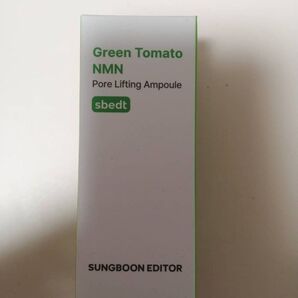 Green Tomato
NMN
Pore Lifting Ampoule
sbedt
SUNGBOON EDITOR